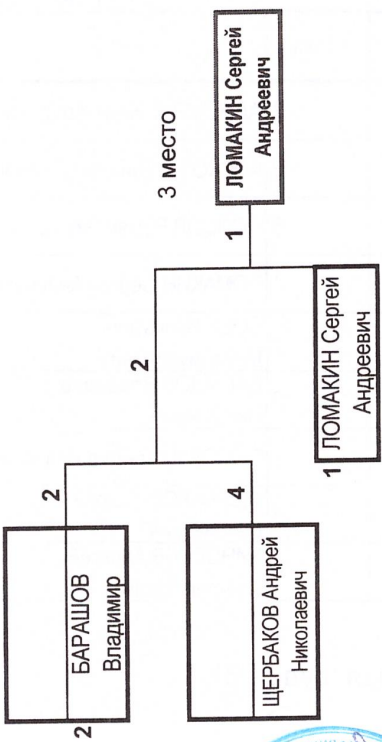 2
БАРАШОВ
Владимир
2
ЩЕРБАКОВ Андрей
Николаевич
4
2
1
ЛОМАКИН Сергей
Андреевич
1
3 место
ЛОМАКИН Сергей
Андреевич